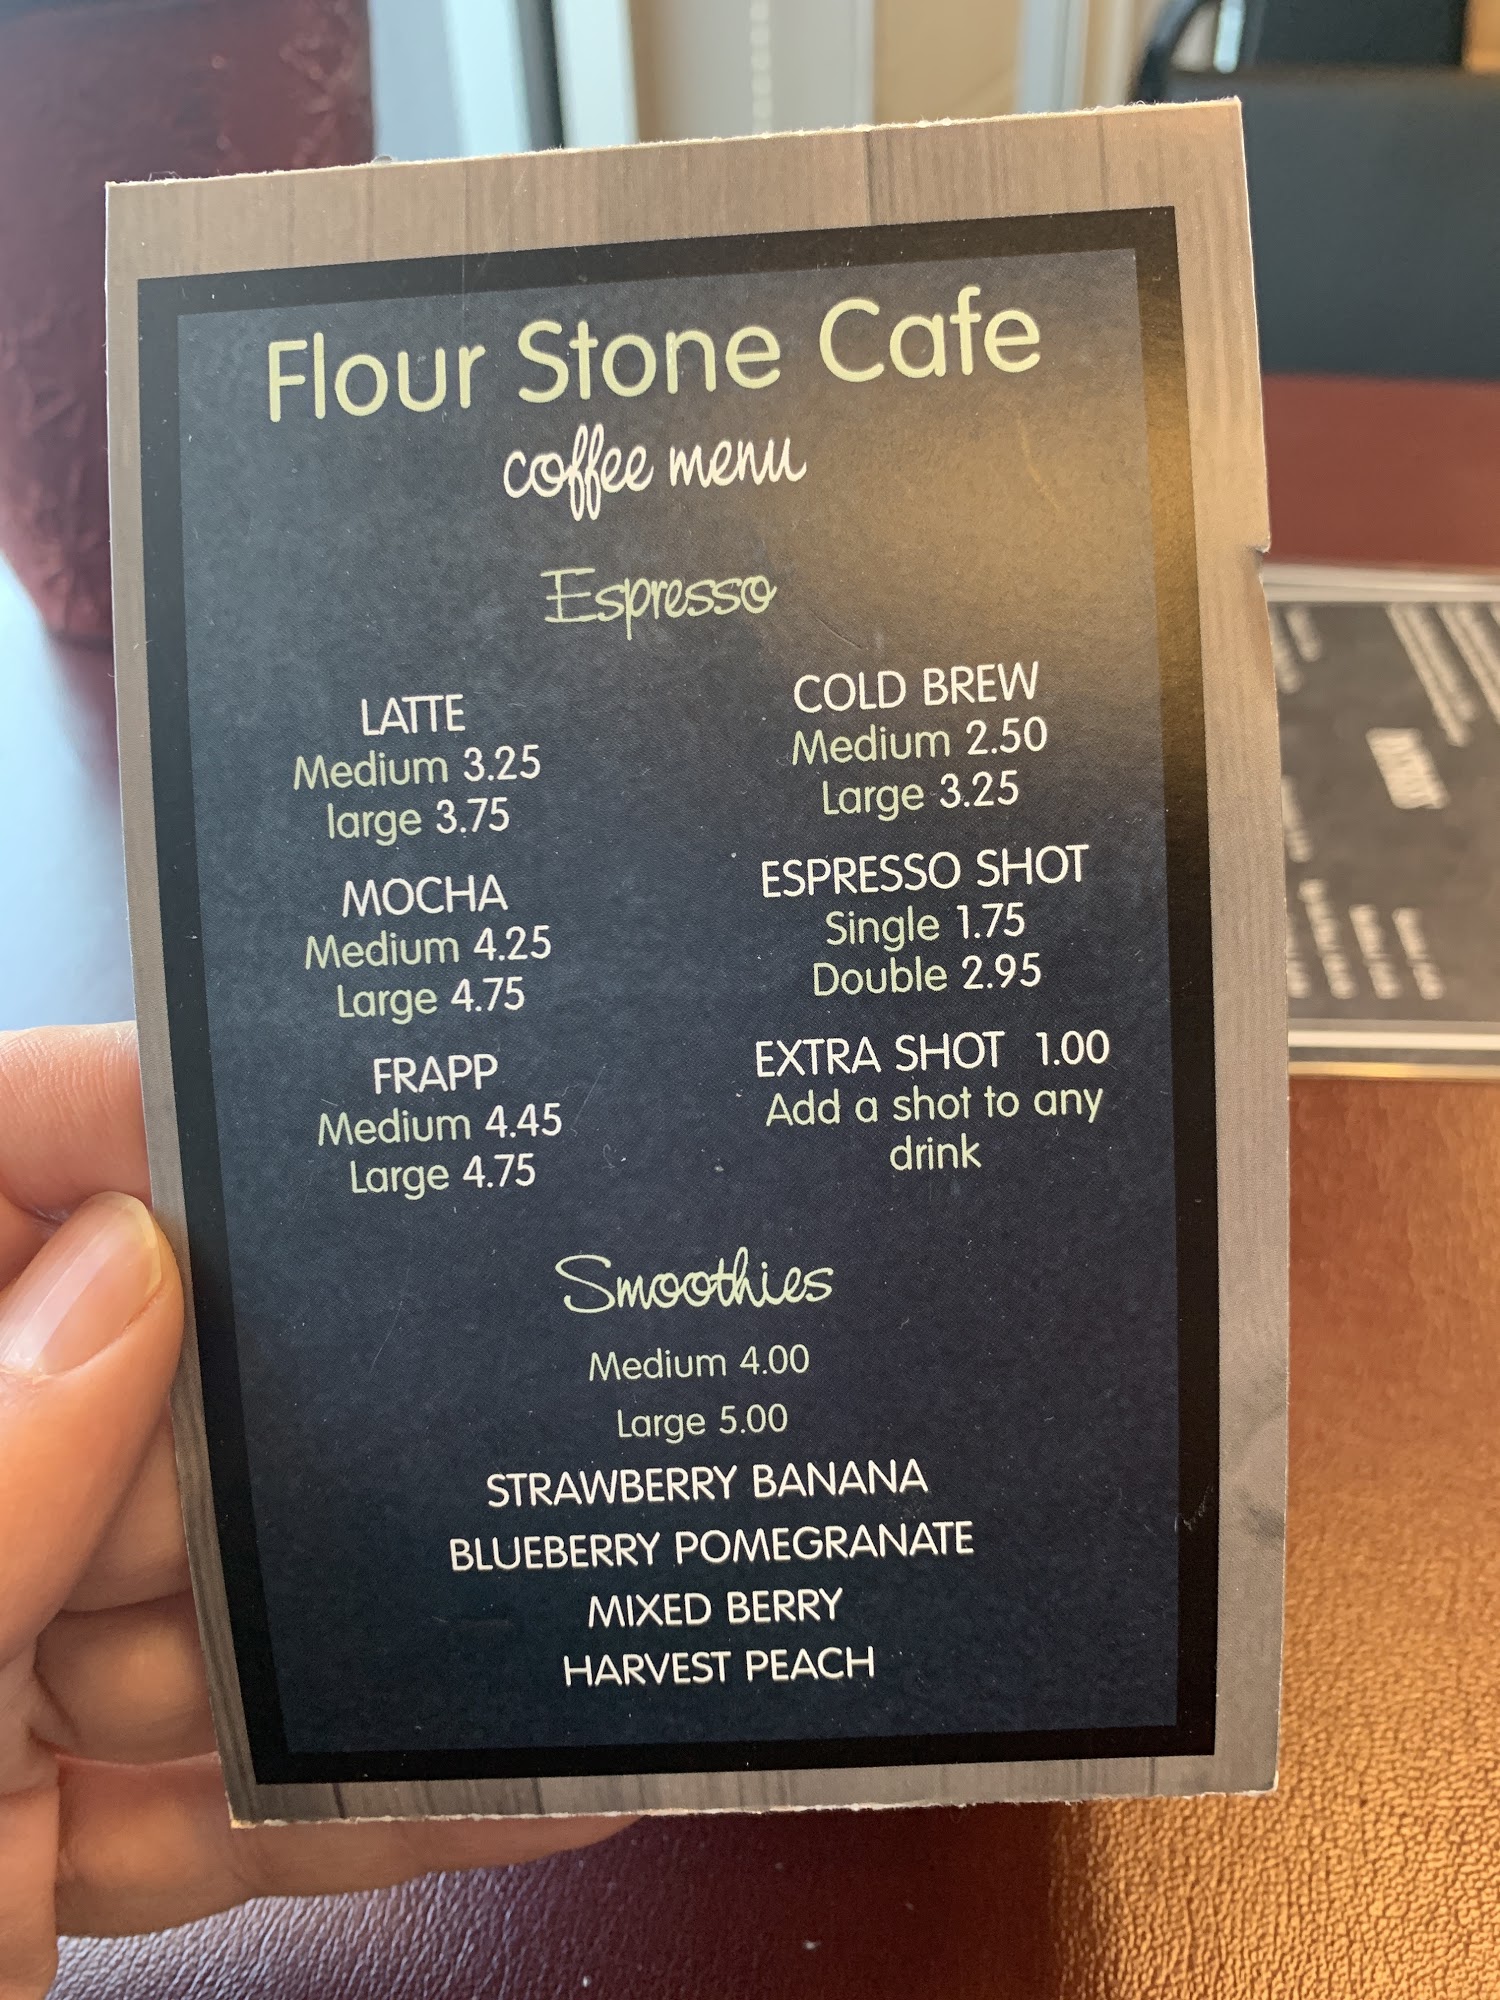 Flour Stone Cafe
coffee menu
Espresso
LATTE
Medium 3.25
large 3.75
MOCHA
Medium 4.25
Large 4.75
FRAPP
Medium 4.45
Large 4.75
COLD BREW
Medium 2.50
Large 3.25
ESPRESSO SHOT
Single 1.75
Double 2.95
EXTRA SHOT 1.00
Add a shot to any
drink
Smoothies
Medium 4.00
Large 5.00
STRAWBERRY BANANA
BLUEBERRY POMEGRANATE
MIXED BERRY
HARVEST PEACH